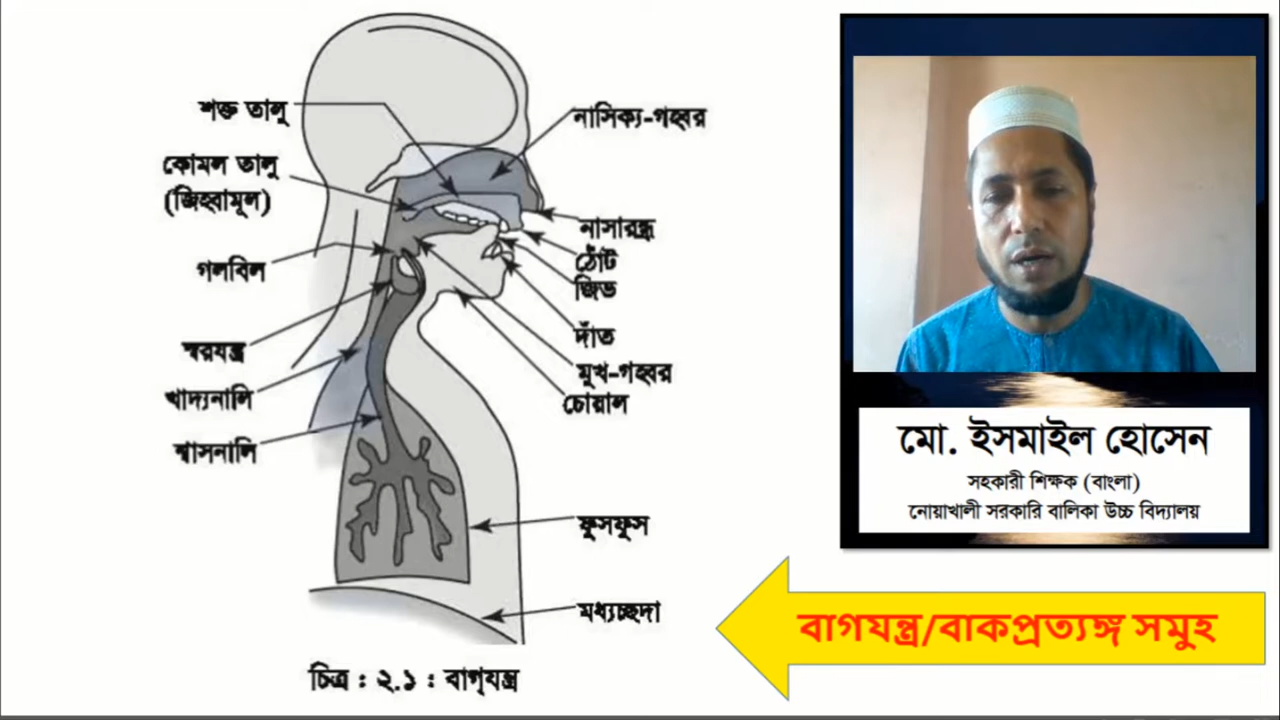 শক্ত তালু
কোমল তালু
(জিহ্বামূল)
গলবিল
স্বরযন্ত্র
খাদ্যনালি
শ্বাসনালি
নাসিক্য-গহ্বর
নাসারন্ধ্র
ঠোঁট
জিভ
দাঁত
মুখ-গহ্বর
চোয়াল
ফুসফুস
মধ্যচ্ছদা
চিত্র : ২.১ : বাগ্‌যন্ত্র
মো. ইসমাইল হোসেন
সহকারী শিক্ষক (বাংলা)
নোয়াখালী সরকারি বালিকা উচ্চ বিদ্যালয়
বাগযন্ত্র/বাকপ্রত্যঙ্গ সমুহ